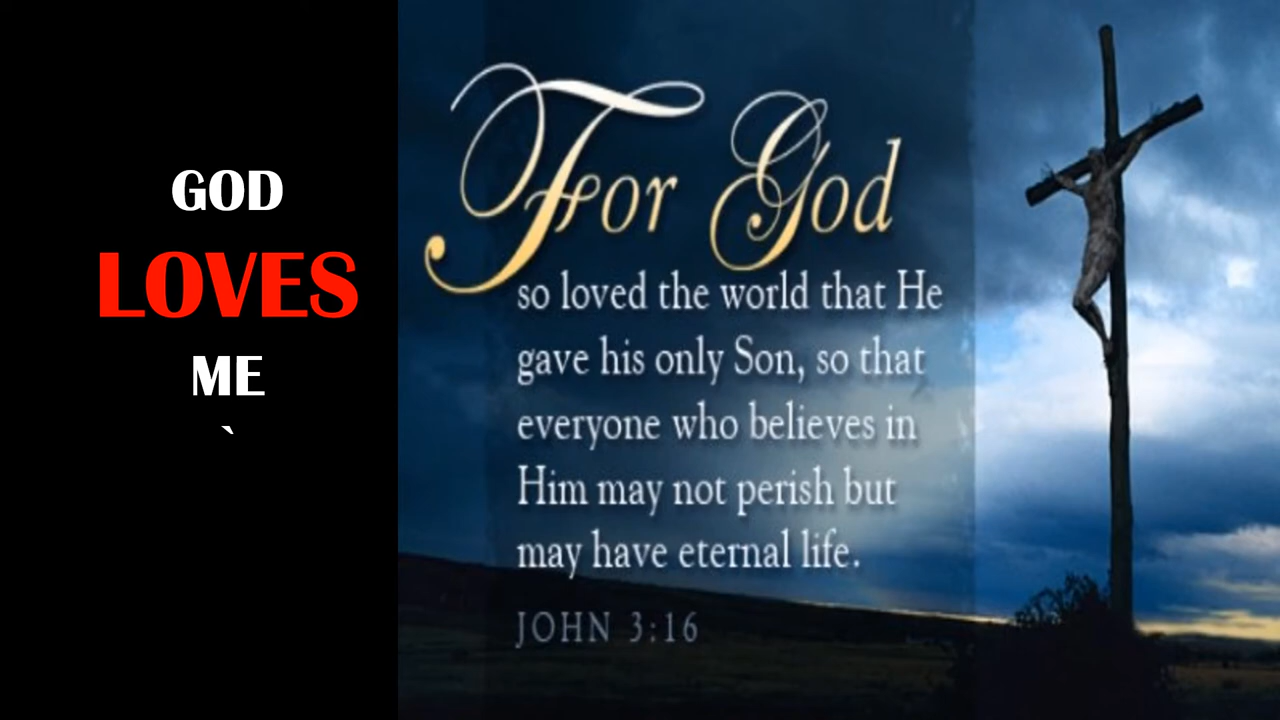 GOD
LOVES
ME
`
For God
so loved the world that He
gave his only Son, so that
everyone who believes in
Him may not perish but
may have eternal life.
JOHN 3:16